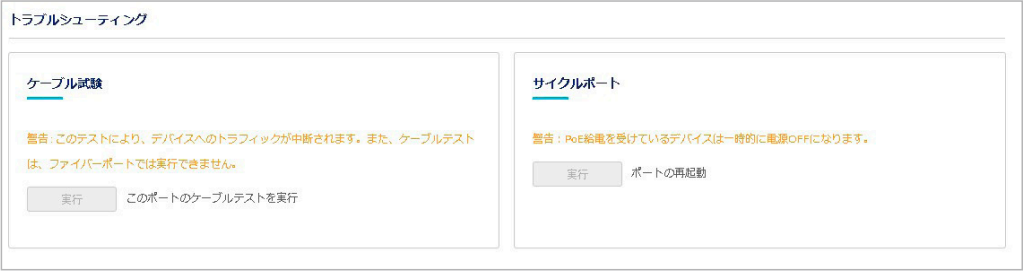 トラブルシューティング
ケーブル試験
警告：このテストにより、デバイスへのトラフィックが中断されます。また、ケーブルテスト
は、ファイバーポートでは実行できません。
実行 このポートのケーブルテストを実行
サイクルポート
警告：PoE給電を受けているデバイスは一時的に電源OFFになります。
実行 ポートの再起動